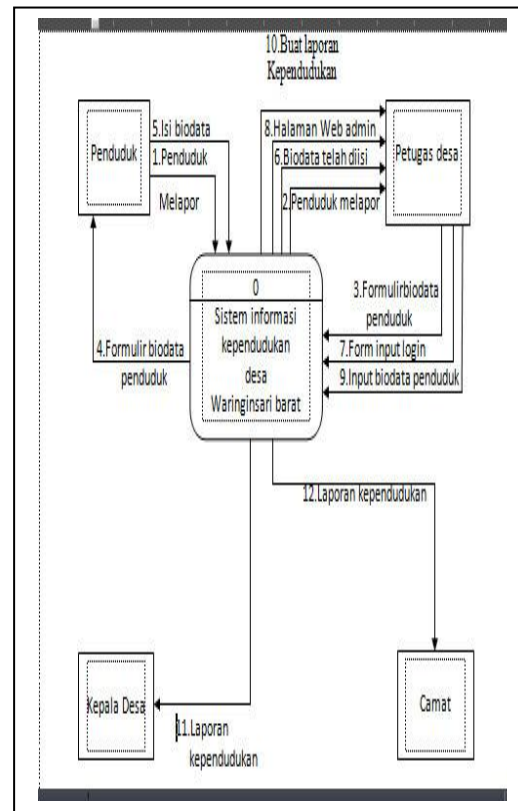 10.Buat laporan
Kependudukan
5.Isi biodata
1.Penduduk
Melapor
Penduduk
8.Halaman Web admin
6.Biodata telah diisi
2.Penduduk melapor
Petugas desa
0
Sistem informasi
kependudukan
desa
Waringinsari barat
3.Formulirbiodata
penduduk
7.Form input login
9.Input biodata penduduk
4.Formulir biodata
penduduk
12.Laporan kependudukan
Kepala Desa
11.Laporan
kependudukan
Camat